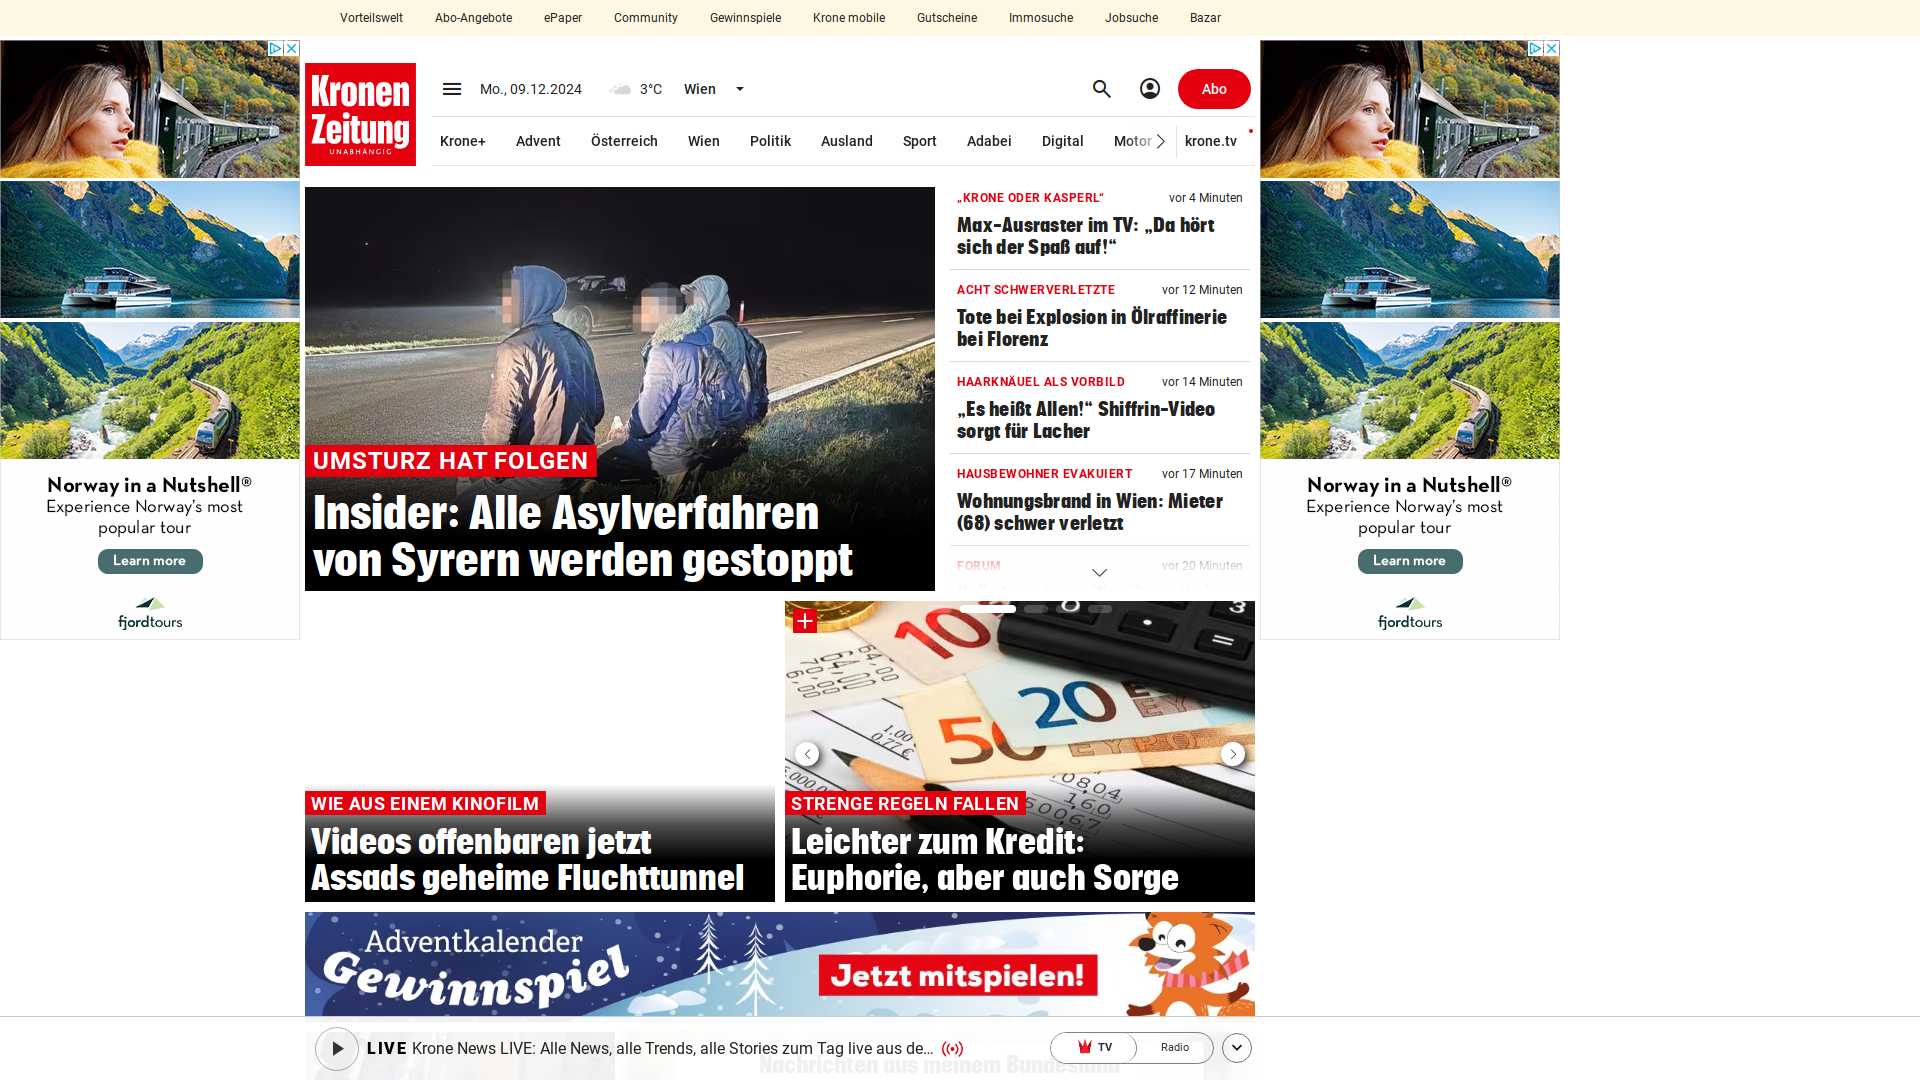 Vorteilswelt Abo-Angebote ePaper Community Gewinnspiele Krone mobile Gutscheine Immosuche Jobsuche Bazar
Kronen
Zeitung
UNABHÄNGIG
Mo., 09.12.2024 3°C Wien
Abo
Krone+ Advent Österreich Wien Politik Ausland Sport Adabei Digital Motor krone.tv
UMSTURZ HAT FOLGEN
Insider: Alle Asylverfahren
von Syrern werden gestoppt
„KRONE ODER KASPERL“ vor 4 Minuten
Max-Ausraster im TV: „Da hört
sich der Spaß auf!“
ACHT SCHWERVERLETZTE vor 12 Minuten
Tote bei Explosion in Ölraffinerie
bei Florenz
HAARKNÄUEL ALS VORBILD vor 14 Minuten
„Es heißt Allen!“ Shiffrin-Video
sorgt für Lacher
HAUSBEWOHNER EVAKUIERT vor 17 Minuten
Wohnungsbrand in Wien: Mieter
(68) schwer verletzt
FORUM vor 20 Minuten
Norway in a Nutshell®
Experience Norway's most
popular tour
Learn more
fjordtours
Norway in a Nutshell®
Experience Norway's most
popular tour
Learn more
fjordtours
WIE AUS EINEM KINOFILM
Videos offenbaren jetzt
Assads geheime Fluchttunnel
10
20
50
STRENGE REGELN FALLEN
Leichter zum Kredit:
Euphorie, aber auch Sorge
Adventkalender
Gewinnspiel
Jetzt mitspielen!
LIVE Krone News LIVE: Alle News, alle Trends, alle Stories zum Tag live aus de...
TV Radio
Nachrichten aus meinem Bundesland